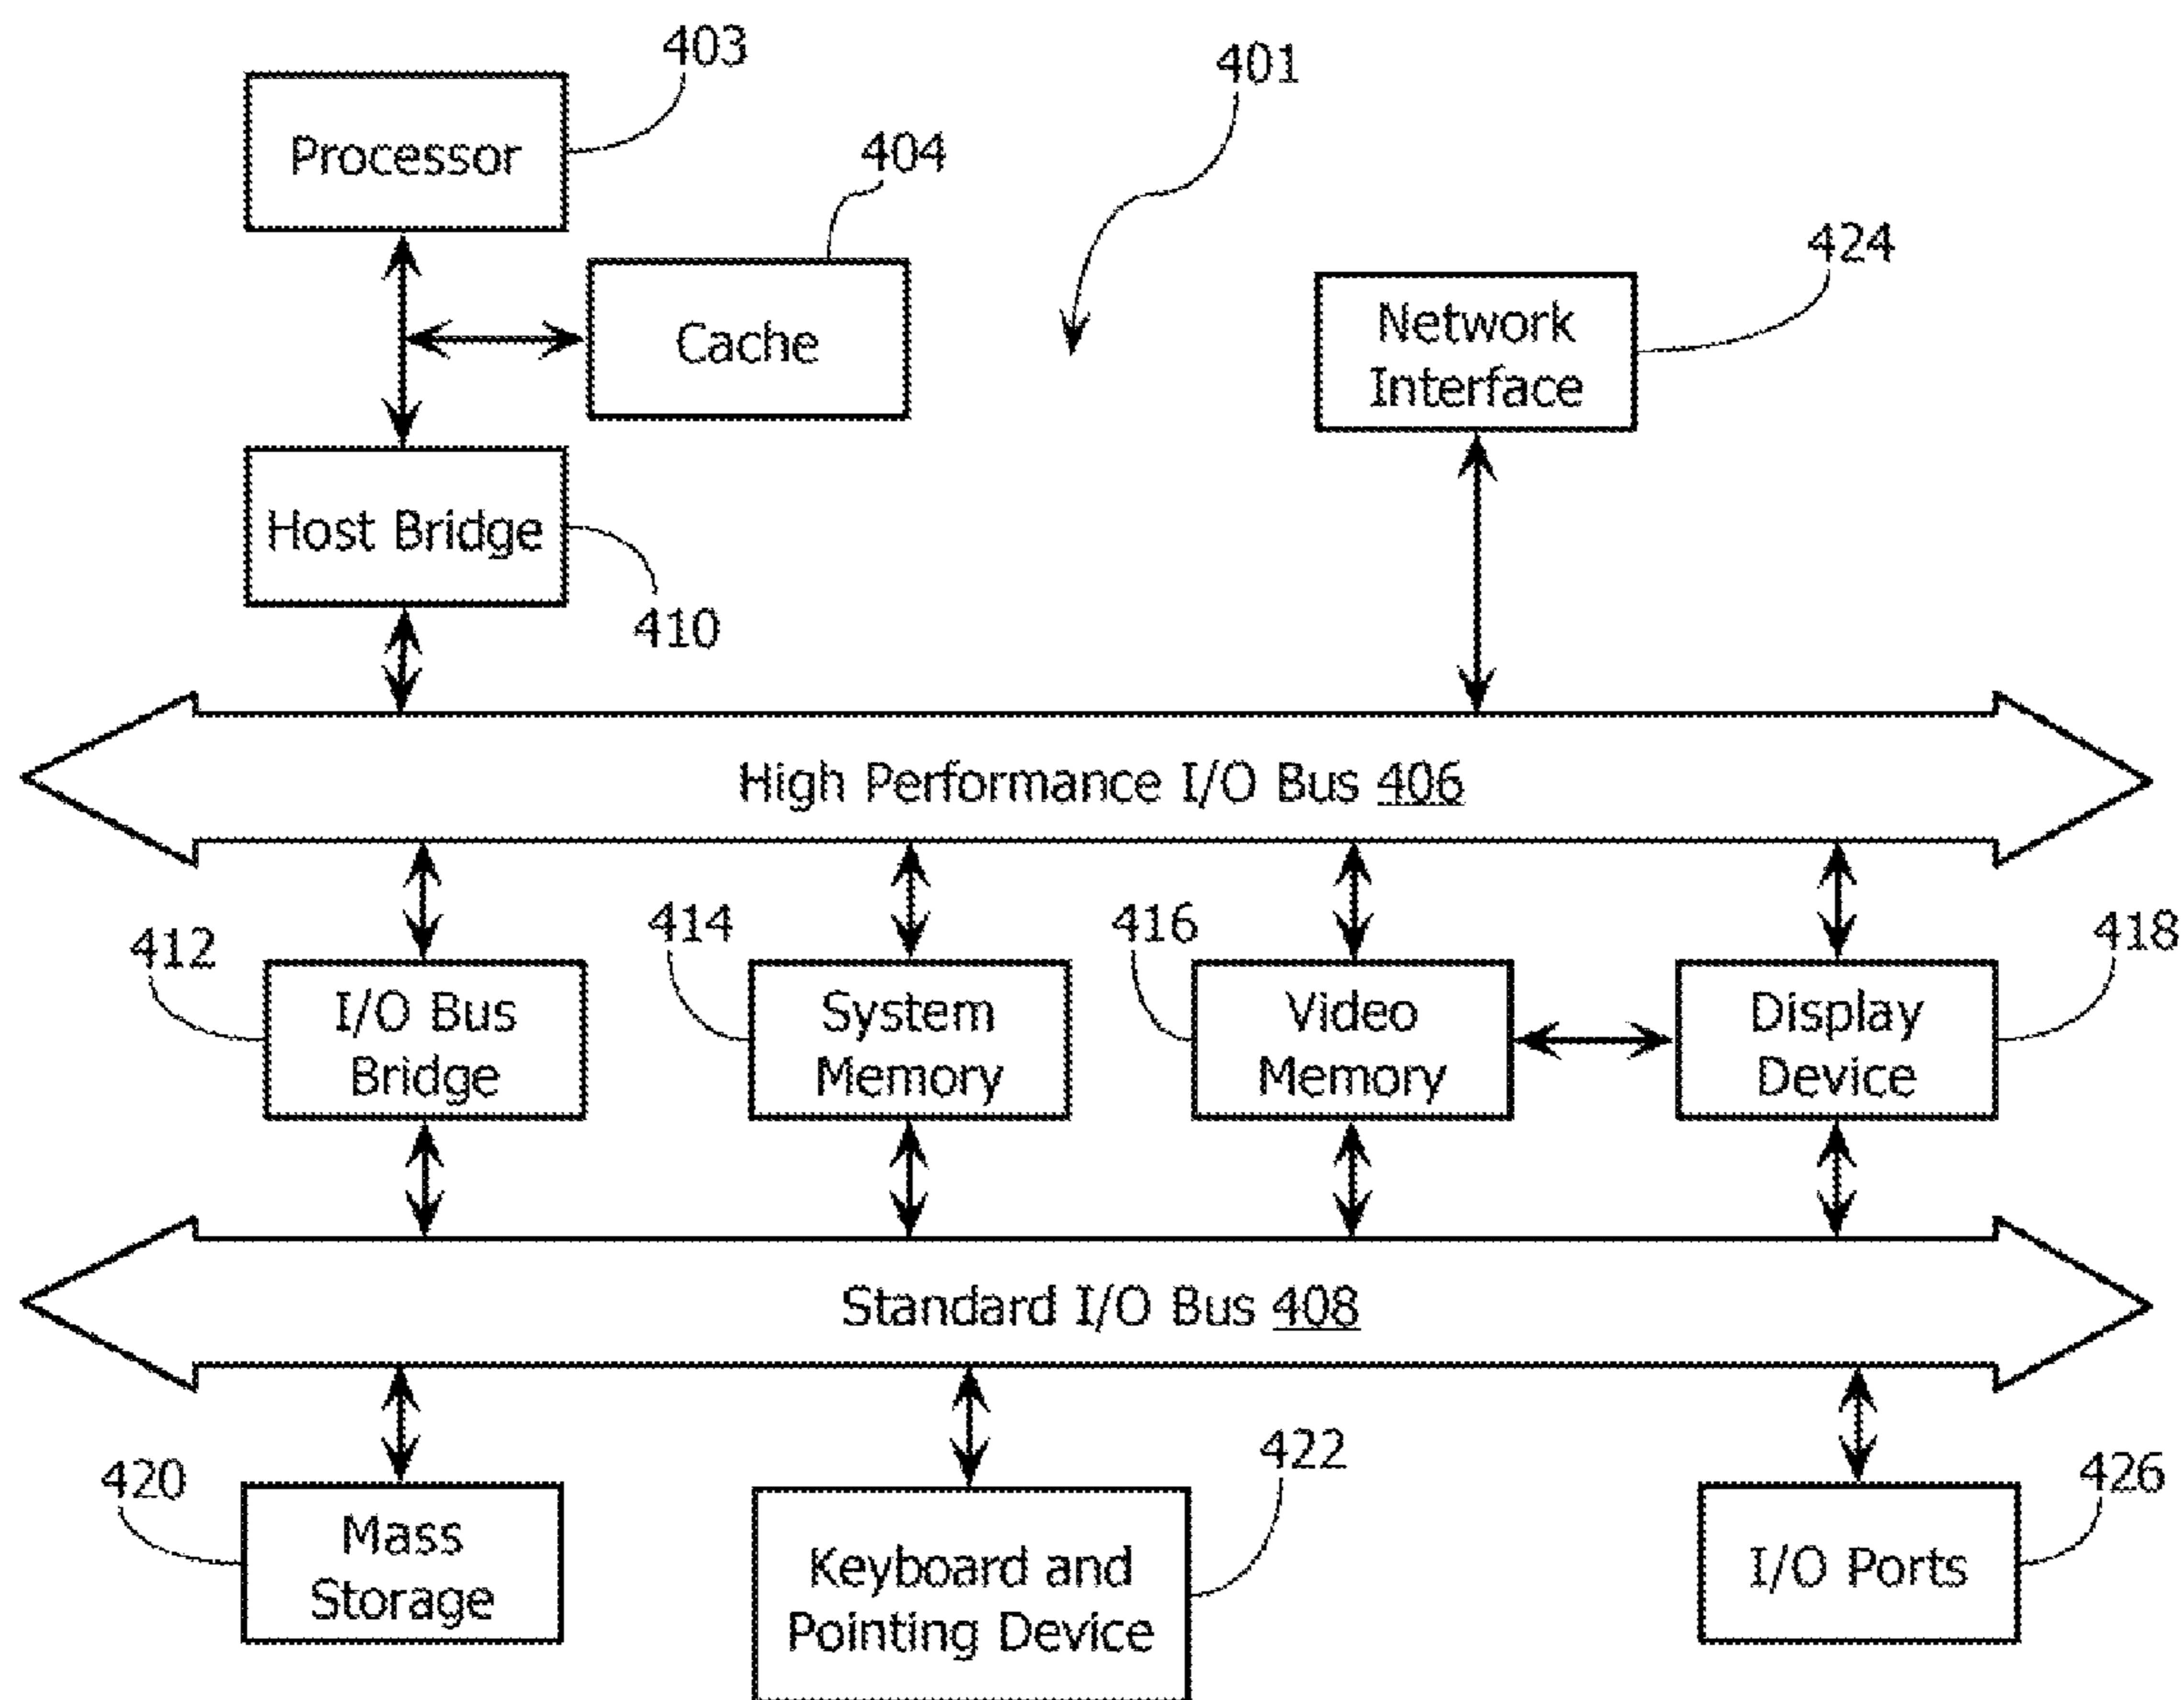 403
401
Processor
404
424
Cache
Network
Interface
Host Bridge
410
High Performance I/O Bus 406
412
414
416
418
I/O Bus
Bridge
System
Memory
Video
Memory
Display
Device
Standard I/O Bus 408
420
422
426
Mass
Storage
Keyboard and
Pointing Device
I/O Ports